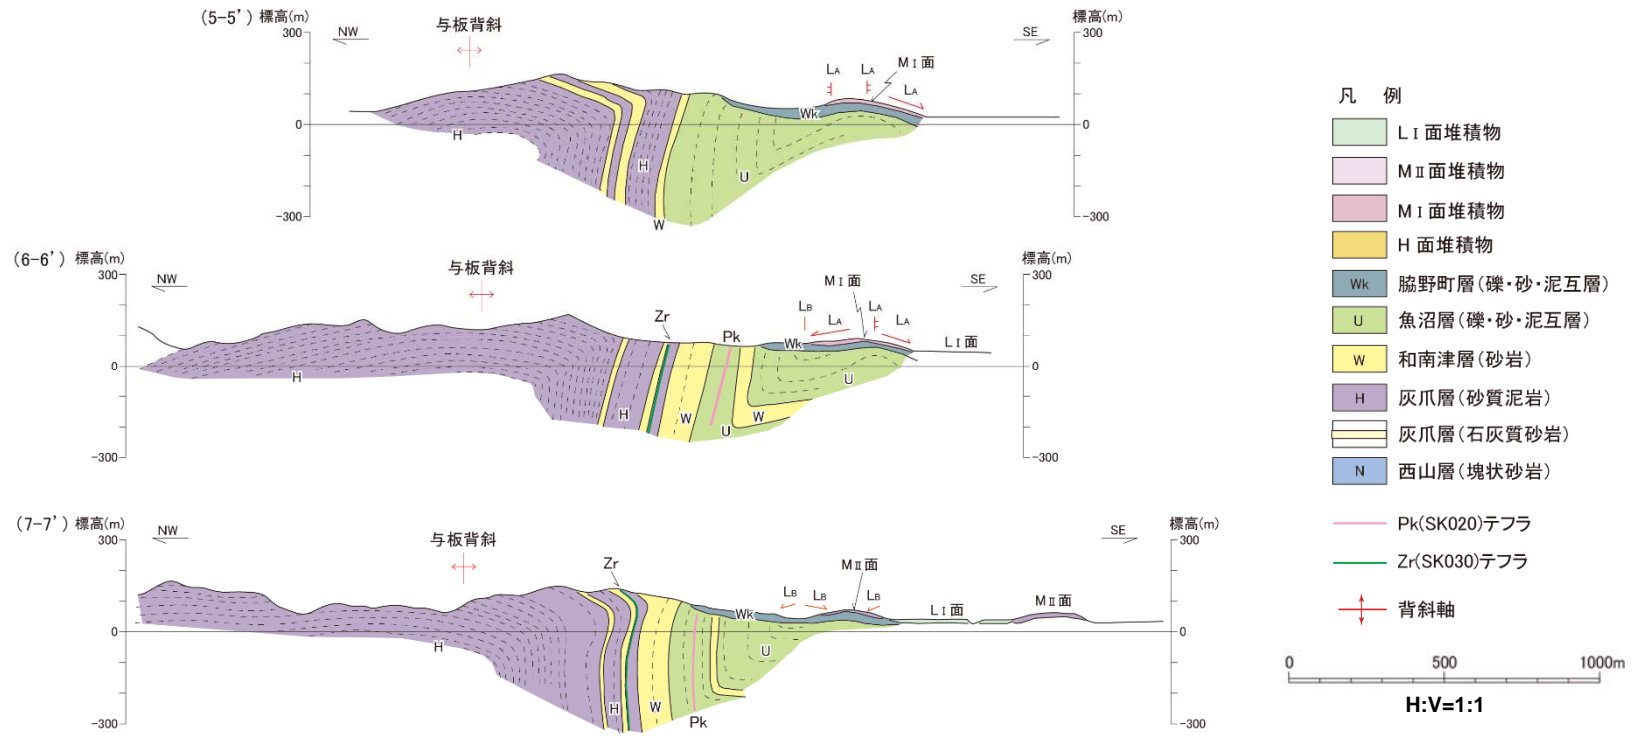 (5-5') 標高(m)
300
0
-300
NW
与板背斜
SE
標高(m)
300
0
-300
LA
LA
MⅠ面
LA
Wk
H
H
U
W
(6-6') 標高(m)
300
0
-300
NW
与板背斜
SE
標高(m)
300
0
-300
MⅠ面
LB
LA
LA
LA
LⅠ面
Zr
Pk
Wk
H
H
W
W
U
U
(7-7') 標高(m)
300
0
-300
NW
与板背斜
SE
標高(m)
300
0
-300
Zr
MⅡ面
LB
LB
LB
LⅠ面
MⅡ面
Wk
H
U
H
W
Pk
凡 例
LⅠ面堆積物
MⅡ面堆積物
MⅠ面堆積物
H 面堆積物
Wk 脇野町層(礫・砂・泥互層)
U 魚沼層(礫・砂・泥互層)
W 和南津層(砂岩)
H 灰爪層(砂質泥岩)
灰爪層(石灰質砂岩)
N 西山層(塊状砂岩)
Pk(SK020)テフラ
Zr(SK030)テフラ
背斜軸
0 500 1000m
H:V=1:1